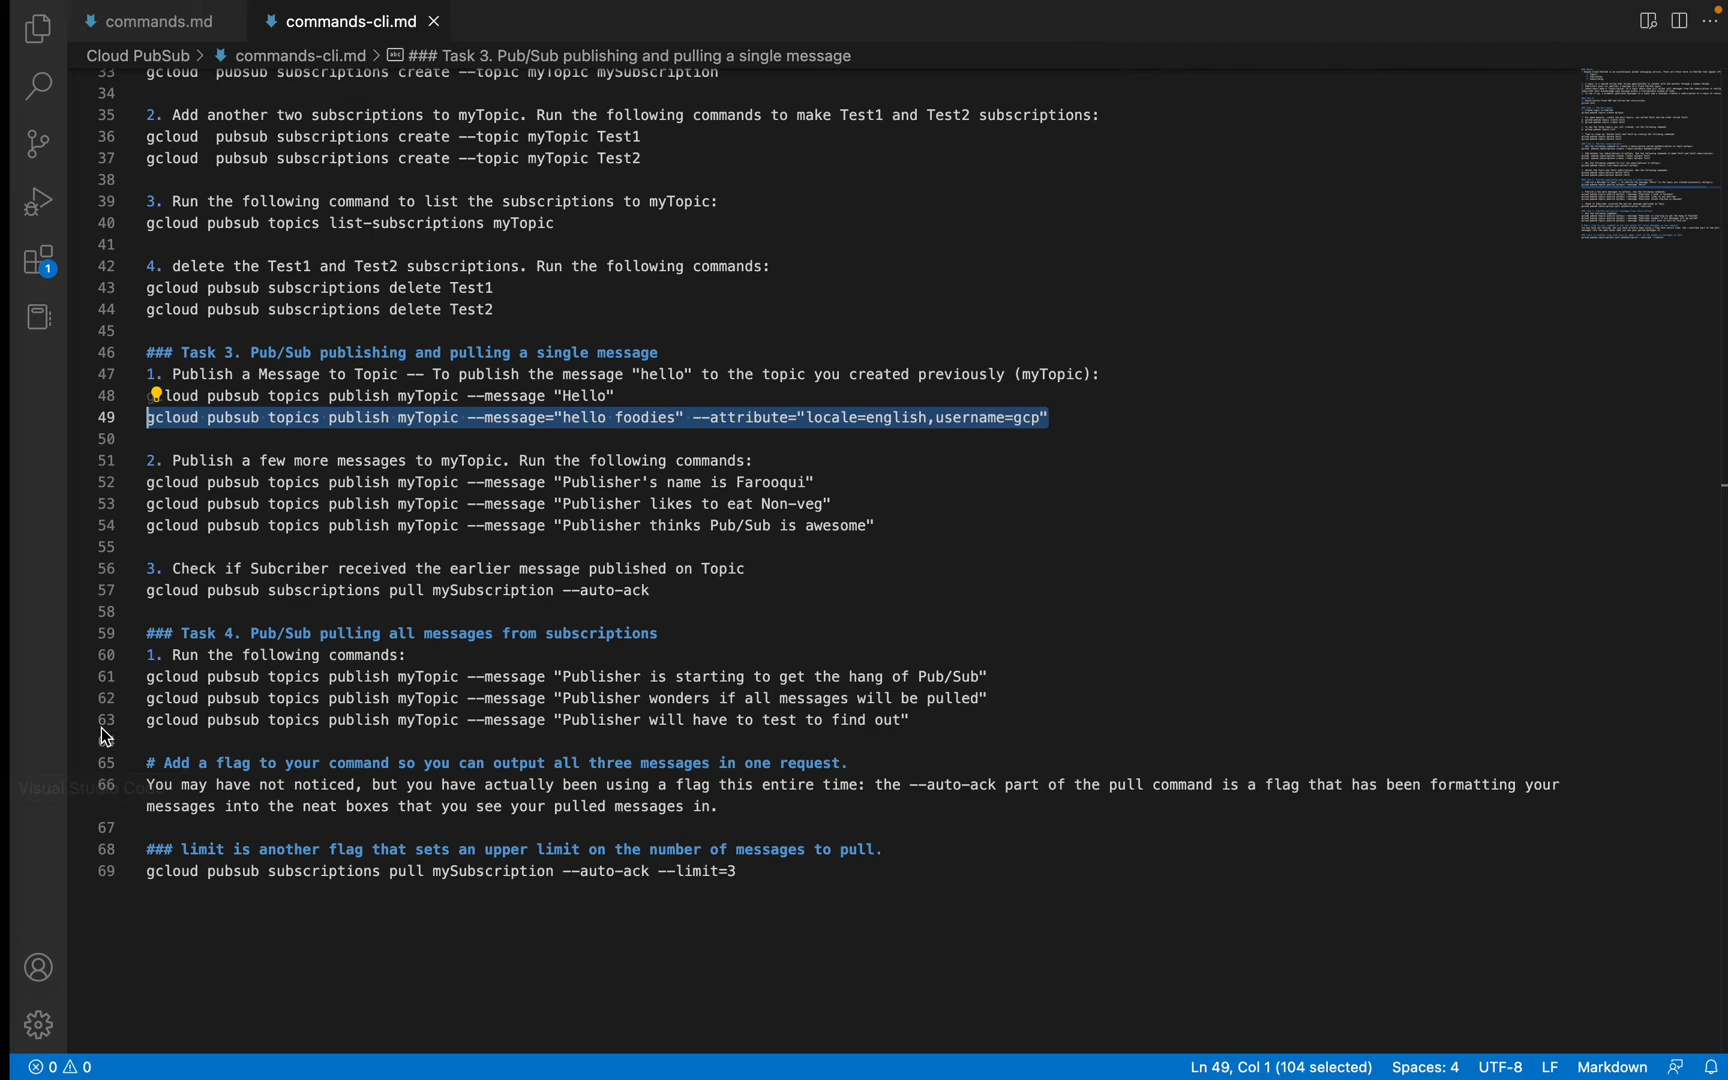 commands.md
commands-cli.md
Cloud PubSub > commands-cli.md > ### Task 3. Pub/Sub publishing and pulling a single message
33 gcloud  pubsub subscriptions create --topic myTopic mySubscription
34
35 2. Add another two subscriptions to myTopic. Run the following commands to make Test1 and Test2 subscriptions:
36 gcloud  pubsub subscriptions create --topic myTopic Test1
37 gcloud  pubsub subscriptions create --topic myTopic Test2
38
39 3. Run the following command to list the subscriptions to myTopic:
40 gcloud pubsub topics list-subscriptions myTopic
41
42 4. delete the Test1 and Test2 subscriptions. Run the following commands:
43 gcloud pubsub subscriptions delete Test1
44 gcloud pubsub subscriptions delete Test2
45
46 ### Task 3. Pub/Sub publishing and pulling a single message
47 1. Publish a Message to Topic -- To publish the message "hello" to the topic you created previously (myTopic):
48 gcloud pubsub topics publish myTopic --message "Hello"
49 gcloud pubsub topics publish myTopic --message="hello foodies" --attribute="locale=english,username=gcp"
50
51 2. Publish a few more messages to myTopic. Run the following commands:
52 gcloud pubsub topics publish myTopic --message "Publisher's name is Farooqui"
53 gcloud pubsub topics publish myTopic --message "Publisher likes to eat Non-veg"
54 gcloud pubsub topics publish myTopic --message "Publisher thinks Pub/Sub is awesome"
55
56 3. Check if Subcriber received the earlier message published on Topic
57 gcloud pubsub subscriptions pull mySubscription --auto-ack
58
59 ### Task 4. Pub/Sub pulling all messages from subscriptions
60 1. Run the following commands:
61 gcloud pubsub topics publish myTopic --message "Publisher is starting to get the hang of Pub/Sub"
62 gcloud pubsub topics publish myTopic --message "Publisher wonders if all messages will be pulled"
63 gcloud pubsub topics publish myTopic --message "Publisher will have to test to find out"
64
65 # Add a flag to your command so you can output all three messages in one request.
66 You may have not noticed, but you have actually been using a flag this entire time: the --auto-ack part of the pull command is a flag that has been formatting your
messages into the neat boxes that you see your pulled messages in.
67
68 ### limit is another flag that sets an upper limit on the number of messages to pull.
69 gcloud pubsub subscriptions pull mySubscription --auto-ack --limit=3
1
Visual Studio Code
0 0 Ln 49, Col 1 (104 selected) Spaces: 4 UTF-8 LF Markdown